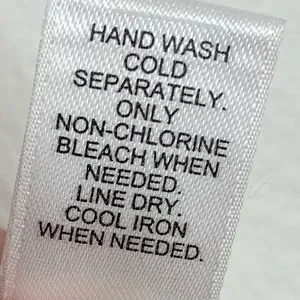 HAND WASH
COLD
SEPARATELY.
ONLY
NON-CHLORINE
BLEACH WHEN
NEEDED.
LINE DRY.
COOL IRON
WHEN NEEDED.